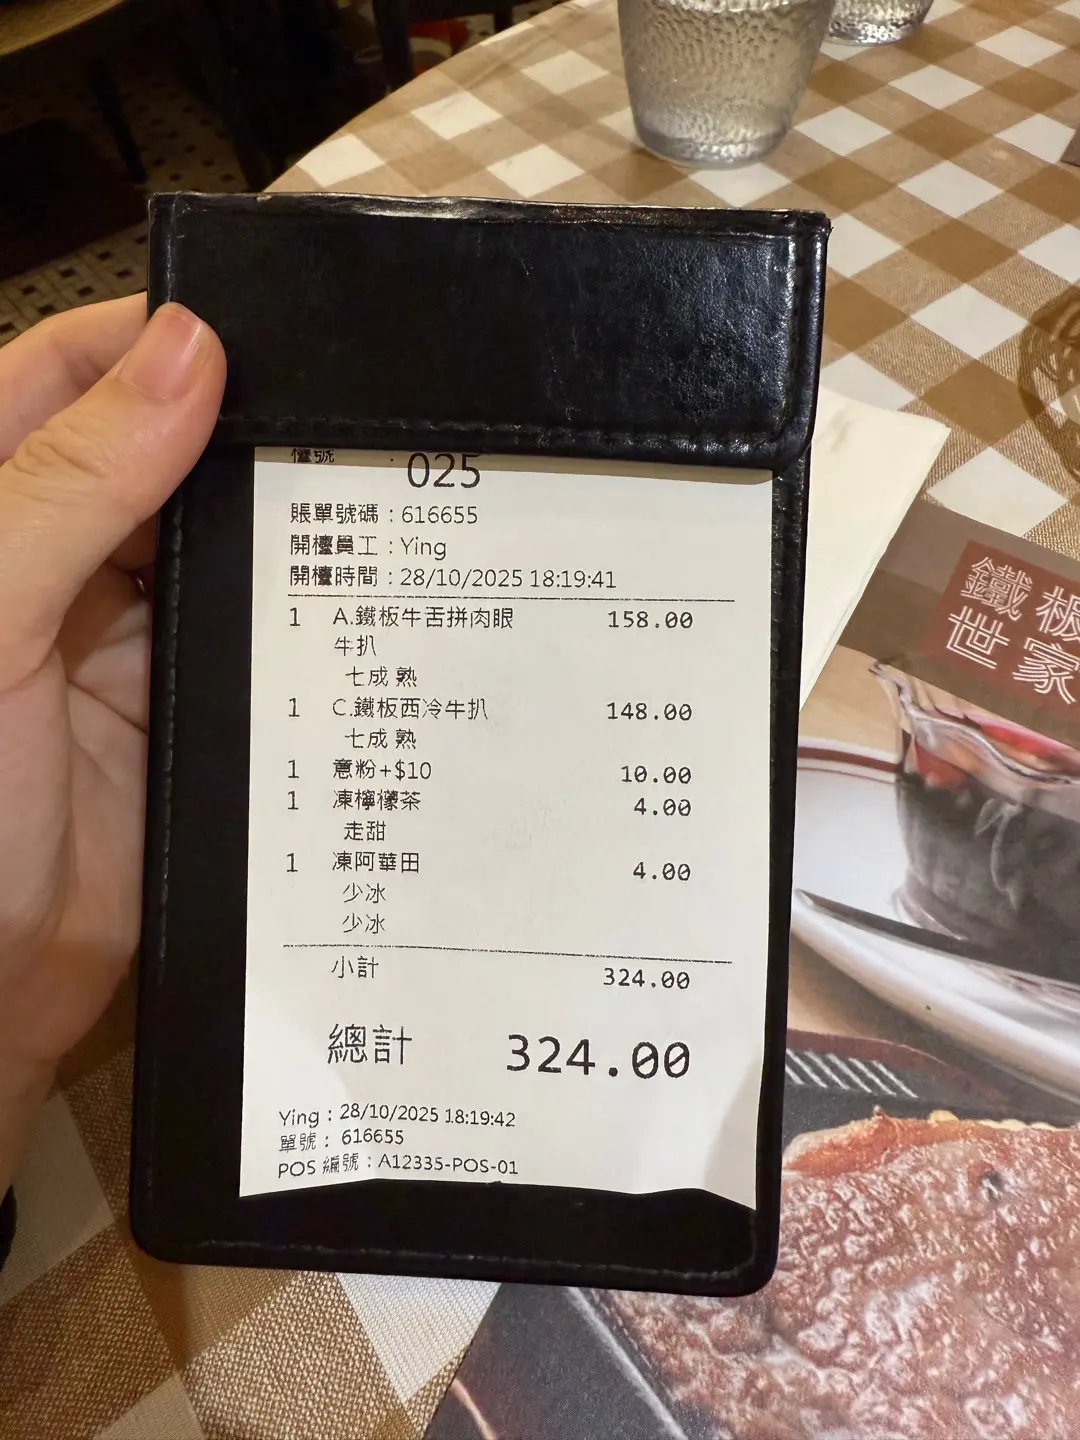 檯號 : 025
賬單號碼 : 616655
開檯員工 : Ying
開檯時間 : 28/10/2025 18:19:41
1 A.鐵板牛舌拼肉眼 158.00
牛扒
七成熟
1 C.鐵板西冷牛扒 148.00
七成熟
1 意粉+$10 10.00
1 凍檸檬茶 4.00
走甜
1 凍阿華田 4.00
少冰
少冰
小計 324.00
總計 324.00
Ying : 28/10/2025 18:19:42
單號 : 616655
POS 編號 : A12335-POS-01
鐵板
世家